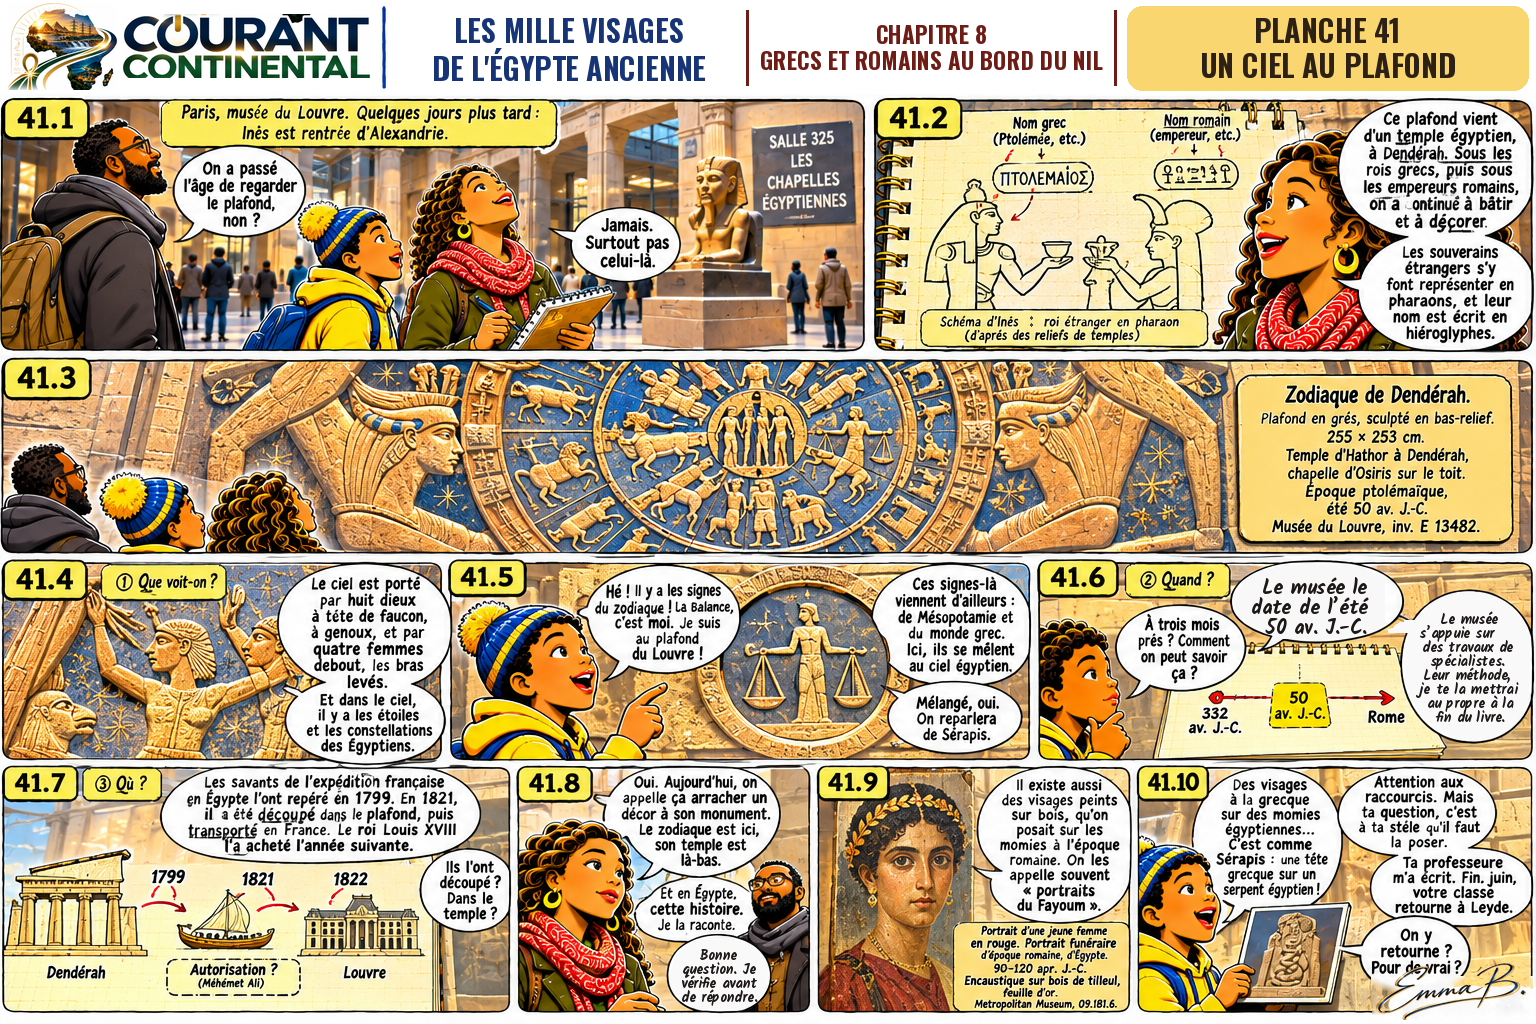 COURANT
CONTINENTAL
LES MILLE VISAGES
DE L'ÉGYPTE ANCIENNE
CHAPITRE 8
GRECS ET ROMAINS AU BORD DU NIL
PLANCHE 41
UN CIEL AU PLAFOND
41.1
Paris, musée du Louvre. Quelques jours plus tard :
Inès est rentrée d'Alexandrie.
On a passé
l'âge de regarder
le plafond,
non ?
Jamais.
Surtout pas
celui-là.
SALLE 325
LES
CHAPELLES
ÉGYPTIENNES
41.2
Nom grec
(Ptolémée, etc.)
Nom romain
(empereur, etc.)
ΠΤΟΛΕΜΑΙΟΣ
Schéma d'Inès : roi étranger en pharaon
(d'après des reliefs de temples)
Ce plafond vient
d'un temple égyptien,
à Dendérah. Sous les
rois grecs, puis sous
les empereurs romains,
on a continué à bâtir
et à décorer.
Les souverains
étrangers s'y
font représenter en
pharaons, et leur
nom est écrit en
hiéroglyphes.
41.3
Zodiaque de Dendérah.
Plafond en grés, sculpté en bas-relief.
255 × 253 cm.
Temple d'Hathor à Dendérah,
chapelle d'Osiris sur le toit.
Époque ptolémaïque,
été 50 av. J.-C.
Musée du Louvre, inv. E 13482.
41.4
① Que voit-on ?
Le ciel est porté
par huit dieux
à tête de faucon,
à genoux, et par
quatre femmes
debout, les bras
levés.
Et dans le ciel,
il y a les étoiles
et les constellations
des Égyptiens.
41.5
Hé ! Il y a les signes
du zodiaque ! La Balance,
c'est moi. Je suis
au plafond
du Louvre !
Ces signes-là
viennent d'ailleurs :
de Mésopotamie et
du monde grec.
Ici, ils se mêlent
au ciel égyptien.
Mélangé, oui.
On reparlera
de Sérapis.
41.6
② Quand ?
Le musée le
date de l'été
50 av. J.-C.
À trois mois
près ? Comment
on peut savoir
ça ?
Le musée
s'appuie sur
des travaux de
spécialistes.
Leur méthode,
je te la mettrai
au propre à la
fin du livre.
332
av. J.-C.
50
av. J.-C.
Rome
41.7
③ Où ?
Les savants de l'expédition française
en Égypte l'ont repéré en 1799. En 1821,
il a été découpé dans le plafond, puis
transporté en France. Le roi Louis XVIII
l'a acheté l'année suivante.
Ils l'ont
découpé ?
Dans le
temple ?
1799
1821
1822
Dendérah
Autorisation ?
(Méhémet Ali)
Louvre
41.8
Oui. Aujourd'hui, on
appelle ça arracher un
décor à son monument.
Le zodiaque est ici,
son temple est
là-bas.
Et en Égypte,
cette histoire.
Je la raconte.
Bonne
question. Je
vérifie avant
de répondre.
41.9
Il existe aussi
des visages peints
sur bois, qu'on
posait sur les
momies à l'époque
romaine. On les
appelle souvent
« portraits
du Fayoum ».
Portrait d'une jeune femme
en rouge. Portrait funéraire
d'époque romaine, d'Égypte.
90–120 apr. J.-C.
Encaustique sur bois de tilleul,
feuille d'or.
Metropolitan Museum, 09.181.6.
41.10
Des visages
à la grecque
sur des momies
égyptiennes...
C'est comme
Sérapis : une tête
grecque sur un
serpent égyptien !
Attention aux
raccourcis. Mais
ta question, c'est
à ta stèle qu'il faut
la poser.
Ta professeure
m'a écrit. Fin juin,
votre classe
retourne à Leyde.
On y
retourne ?
Pour de vrai ?
Emma B.